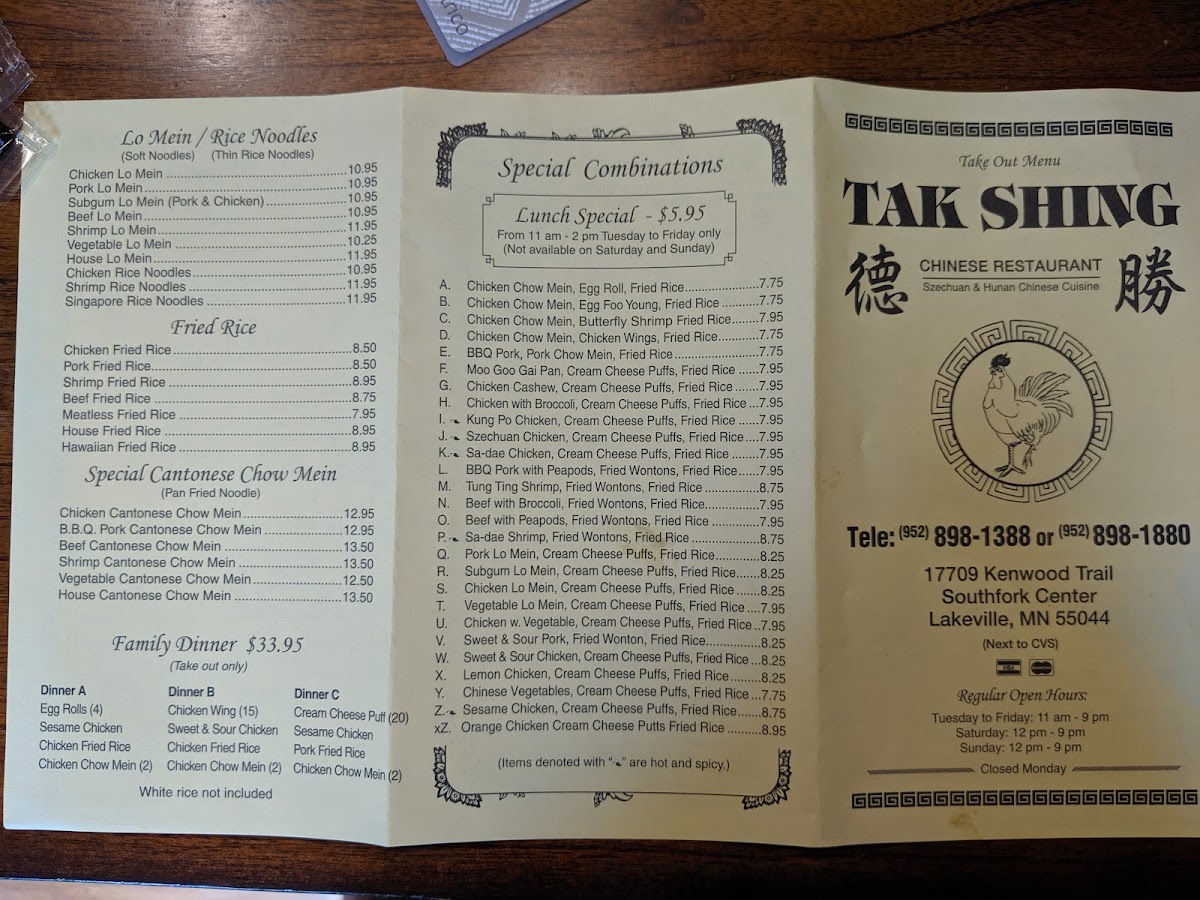 Lo Mein / Rice Noodles
(Soft Noodles) (Thin Rice Noodles)
Chicken Lo Mein 10.95
Pork Lo Mein 10.95
Subgum Lo Mein (Pork & Chicken) 10.95
Beef Lo Mein 10.95
Shrimp Lo Mein 11.95
Vegetable Lo Mein 10.25
House Lo Mein 11.95
Chicken Rice Noodles 10.95
Shrimp Rice Noodles 11.95
Singapore Rice Noodles 11.95
Fried Rice
Chicken Fried Rice 8.50
Pork Fried Rice 8.50
Shrimp Fried Rice 8.95
Beef Fried Rice 8.75
Meatless Fried Rice 7.95
House Fried Rice 8.95
Hawaiian Fried Rice 8.95
Special Cantonese Chow Mein
(Pan Fried Noodle)
Chicken Cantonese Chow Mein 12.95
B.B.Q. Pork Cantonese Chow Mein 12.95
Beef Cantonese Chow Mein 13.50
Shrimp Cantonese Chow Mein 13.50
Vegetable Cantonese Chow Mein 12.50
House Cantonese Chow Mein 13.50
Family Dinner $33.95
(Take out only)
Dinner A
Egg Rolls (4)
Sesame Chicken
Chicken Fried Rice
Chicken Chow Mein (2)
Dinner B
Chicken Wing (15)
Sweet & Sour Chicken
Chicken Fried Rice
Chicken Chow Mein (2)
Dinner C
Cream Cheese Puff (20)
Sesame Chicken
Pork Fried Rice
Chicken Chow Mein (2)
White rice not included
Special Combinations
Lunch Special - $5.95
From 11 am - 2 pm Tuesday to Friday only
(Not available on Saturday and Sunday)
A. Chicken Chow Mein, Egg Roll, Fried Rice 7.75
B. Chicken Chow Mein, Egg Foo Young, Fried Rice 7.75
C. Chicken Chow Mein, Butterfly Shrimp Fried Rice 7.95
D. Chicken Chow Mein, Chicken Wings, Fried Rice 7.75
E. BBQ Pork, Pork Chow Mein, Fried Rice 7.75
F. Moo Goo Gai Pan, Cream Cheese Puffs, Fried Rice 7.95
G. Chicken Cashew, Cream Cheese Puffs, Fried Rice 7.95
H. Chicken with Broccoli, Cream Cheese Puffs, Fried Rice 7.95
I. Kung Po Chicken, Cream Cheese Puffs, Fried Rice 7.95
J. Szechuan Chicken, Cream Cheese Puffs, Fried Rice 7.95
K. Sa-dae Chicken, Cream Cheese Puffs, Fried Rice 7.95
L. BBQ Pork with Peapods, Fried Wontons, Fried Rice 7.95
M. Tung Ting Shrimp, Fried Wontons, Fried Rice 8.75
N. Beef with Broccoli, Fried Wontons, Fried Rice 7.95
O. Beef with Peapods, Fried Wontons, Fried Rice 7.95
P. Sa-dae Shrimp, Fried Wontons, Fried Rice 8.75
Q. Pork Lo Mein, Cream Cheese Puffs, Fried Rice 8.25
R. Subgum Lo Mein, Cream Cheese Puffs, Fried Rice 8.25
S. Chicken Lo Mein, Cream Cheese Puffs, Fried Rice 8.25
T. Vegetable Lo Mein, Cream Cheese Puffs, Fried Rice 7.95
U. Chicken w. Vegetable, Cream Cheese Puffs, Fried Rice 7.95
V. Sweet & Sour Pork, Fried Wonton, Fried Rice 8.25
W. Sweet & Sour Chicken, Cream Cheese Puffs, Fried Rice 8.25
X. Lemon Chicken, Cream Cheese Puffs, Fried Rice 8.25
Y. Chinese Vegetables, Cream Cheese Puffs, Fried Rice 7.75
Z. Sesame Chicken, Cream Cheese Puffs, Fried Rice 8.75
xZ. Orange Chicken Cream Cheese Putts Fried Rice 8.95
(Items denoted with " " are hot and spicy.)
Take Out Menu
TAK SHING
德 勝
CHINESE RESTAURANT
Szechuan & Hunan Chinese Cuisine
Tele: (952) 898-1388 or (952) 898-1880
17709 Kenwood Trail
Southfork Center
Lakeville, MN 55044
(Next to CVS)
VISA
Regular Open Hours:
Tuesday to Friday: 11 am - 9 pm
Saturday: 12 pm - 9 pm
Sunday: 12 pm - 9 pm
Closed Monday